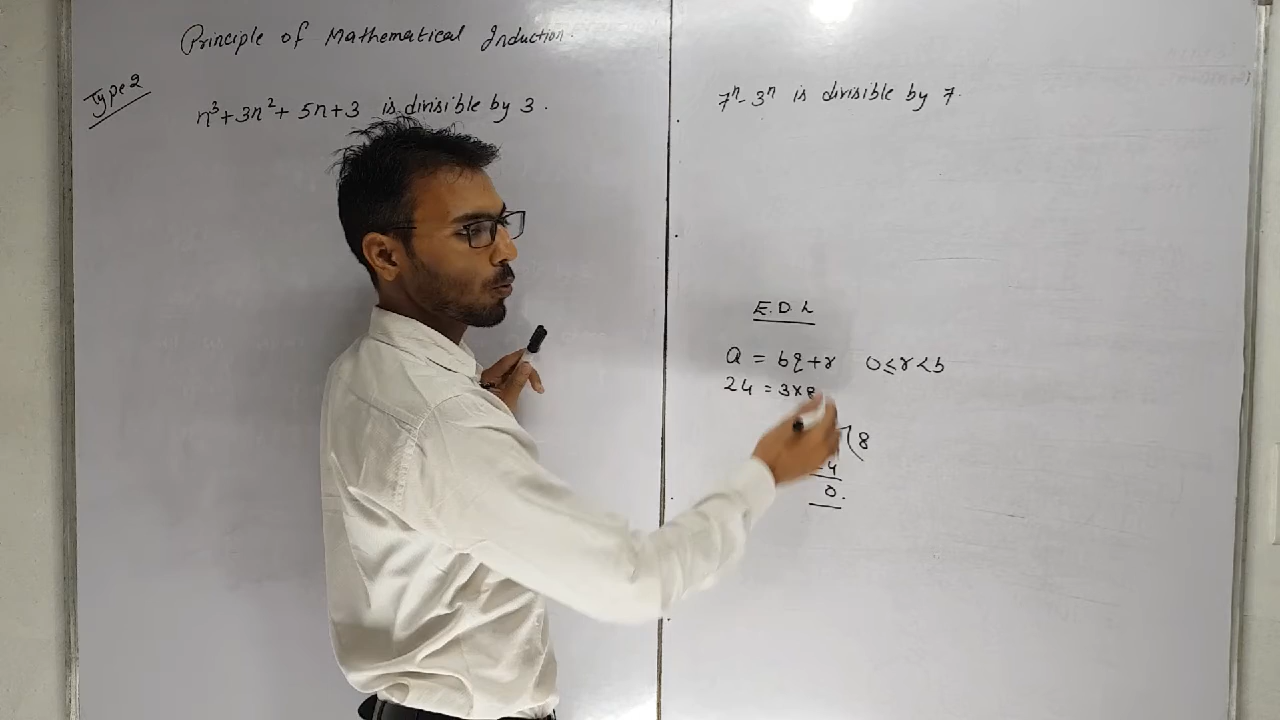 Principle of Mathematical Induction.
Type 2
n³+3n²+ 5n+3 is divisible by 3.
7ⁿ- 3ⁿ is divisible by 7.
E.D.L
a = bq+r 0≤r<b
24 = 3×
8
4
0.